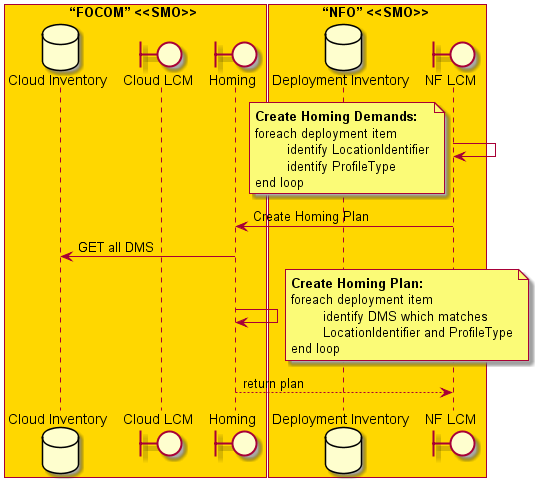 “FOCOM” <<SMO>>
“NFO” <<SMO>>
Cloud Inventory
Cloud LCM
Homing
Deployment Inventory
NF LCM
Create Homing Demands:
foreach deployment item
identify LocationIdentifier
identify ProfileType
end loop
Create Homing Plan
GET all DMS
Create Homing Plan:
foreach deployment item
identify DMS which matches
LocationIdentifier and ProfileType
end loop
return plan
Cloud Inventory
Cloud LCM
Homing
Deployment Inventory
NF LCM